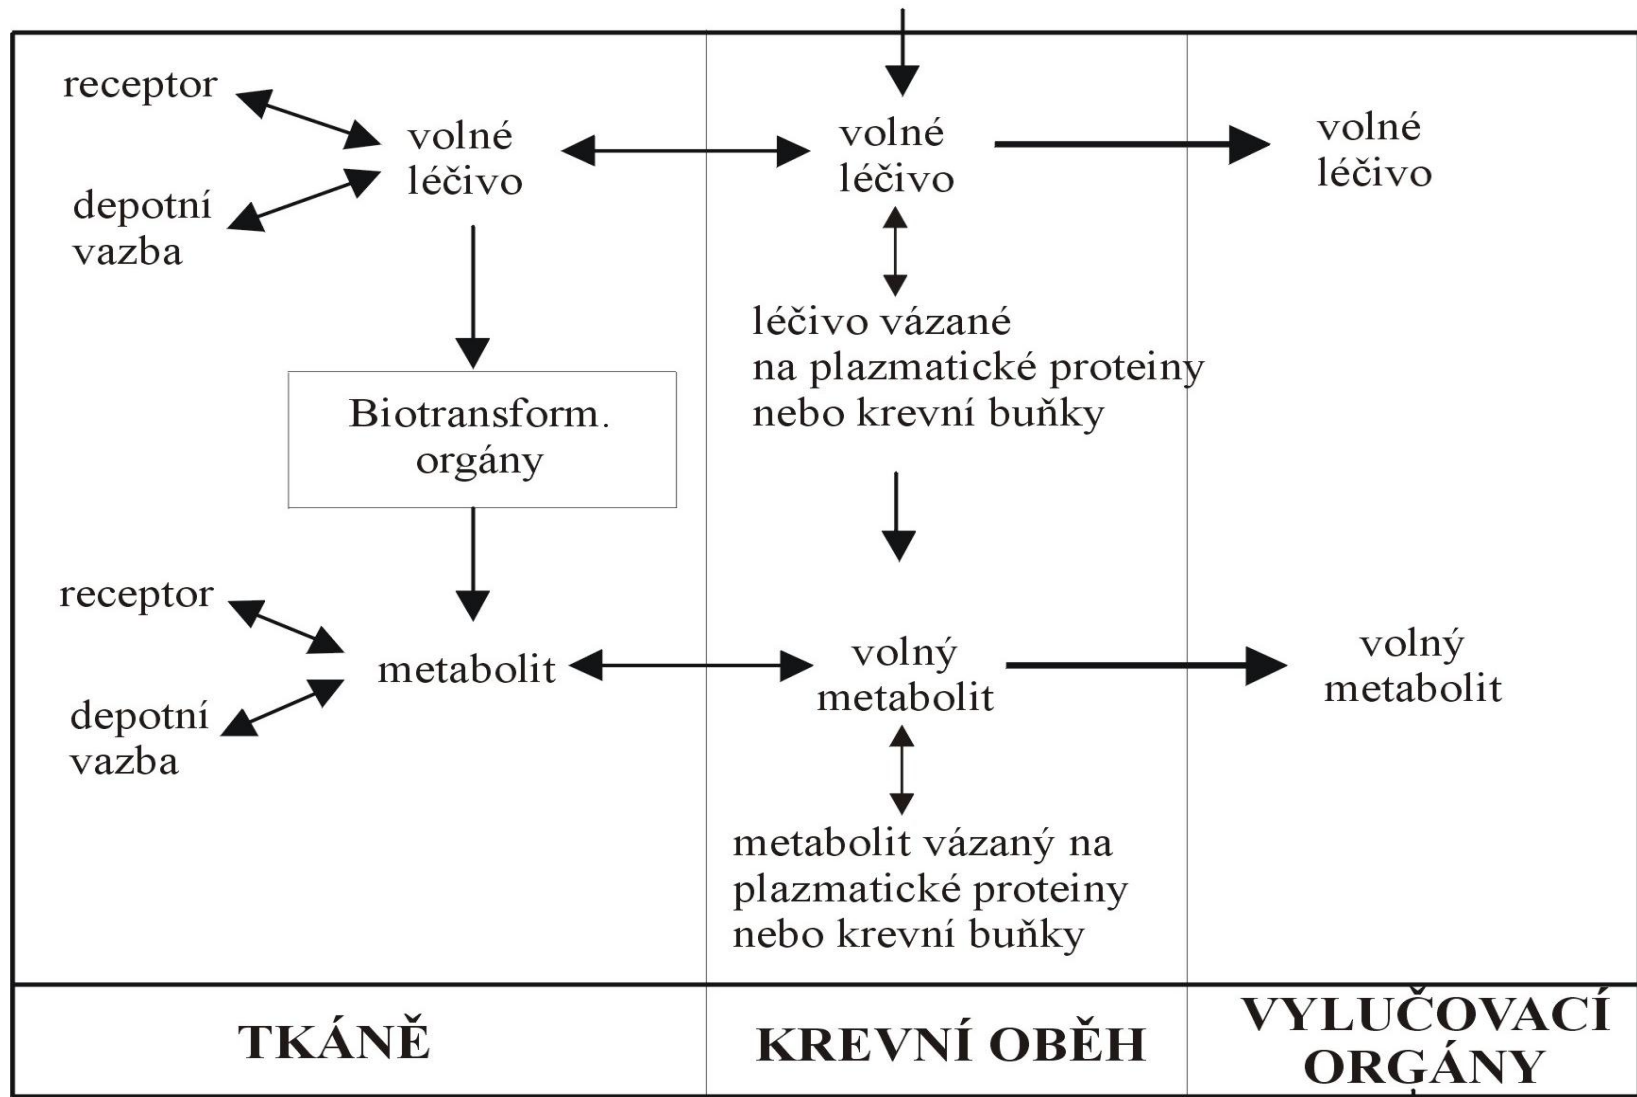 receptor
volné
léčivo
depotní
vazba
volné
léčivo
volné
léčivo
léčivo vázané
na plazmatické proteiny
nebo krevní buňky
Biotransform.
orgány
receptor
metabolit
depotní
vazba
volný
metabolit
volný
metabolit
metabolit vázaný na
plazmatické proteiny
nebo krevní buňky
TKÁNĚ
KREVNÍ OBĚH
VYLUČOVACÍ
ORGÁNY